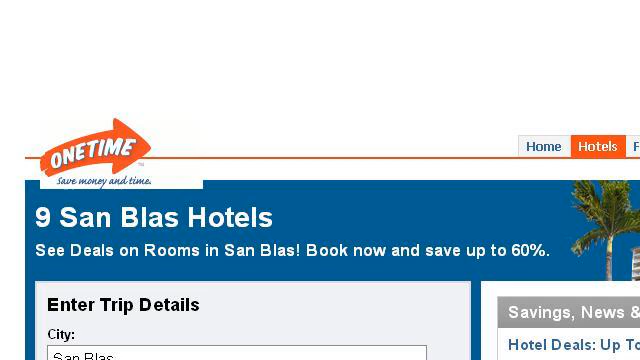 ONETIME
Save money and time.
Home Hotels F
9 San Blas Hotels
See Deals on Rooms in San Blas! Book now and save up to 60%.
Enter Trip Details
City:
San Blas
Savings, News &
Hotel Deals: Up To